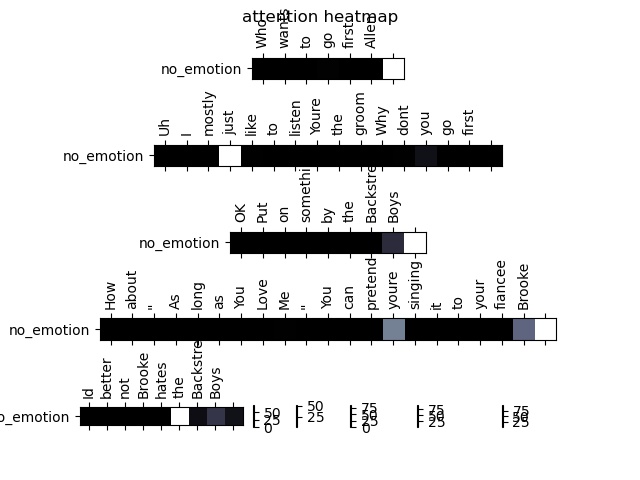 attention heatmap
Who wants to go first Allen
no_emotion
Uh I mostly just like to listen Youre the groom Why dont you go first
no_emotion
OK Put on somethi by the Backstre Boys
no_emotion
How about " As long as You Love Me " You can pretend youre singing it to your fiancee Brooke
no_emotion
Id better not Brooke hates the Backstre Boys
o_emotion
50 25 0
50 25
75 50 25 0
75 50 25
75 50 25